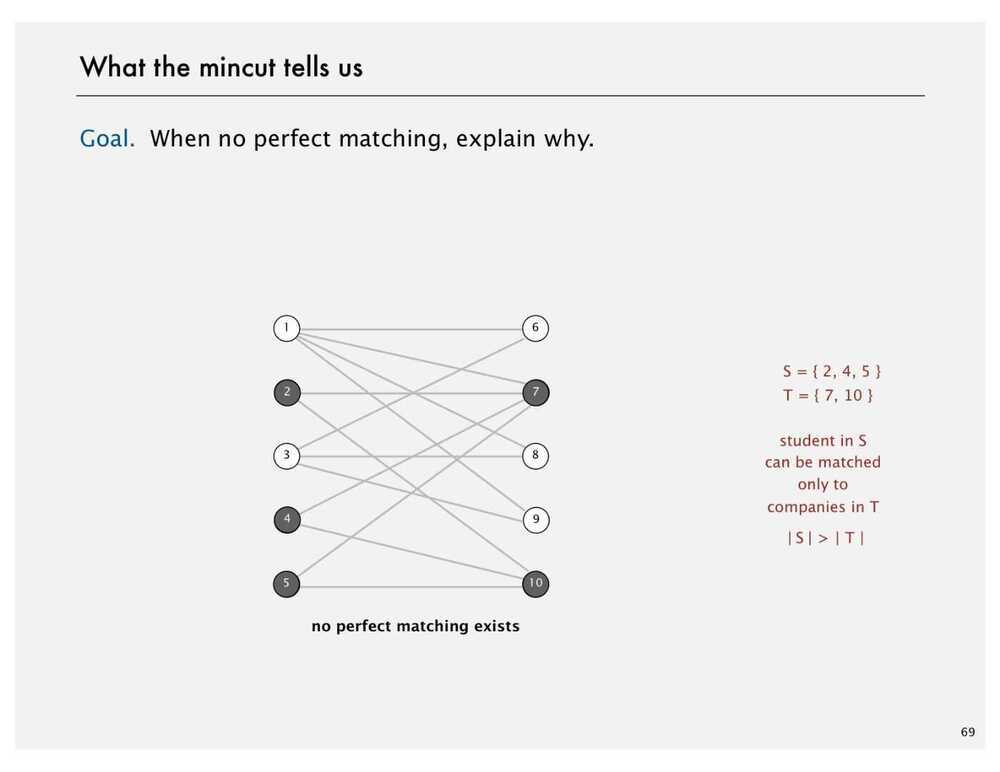 What the mincut tells us
Goal. When no perfect matching, explain why.
1
6
2
7
3
8
4
9
5
10
no perfect matching exists
S = { 2, 4, 5 }
T = { 7, 10 }
student in S
can be matched
only to
companies in T
| S | > | T |
69